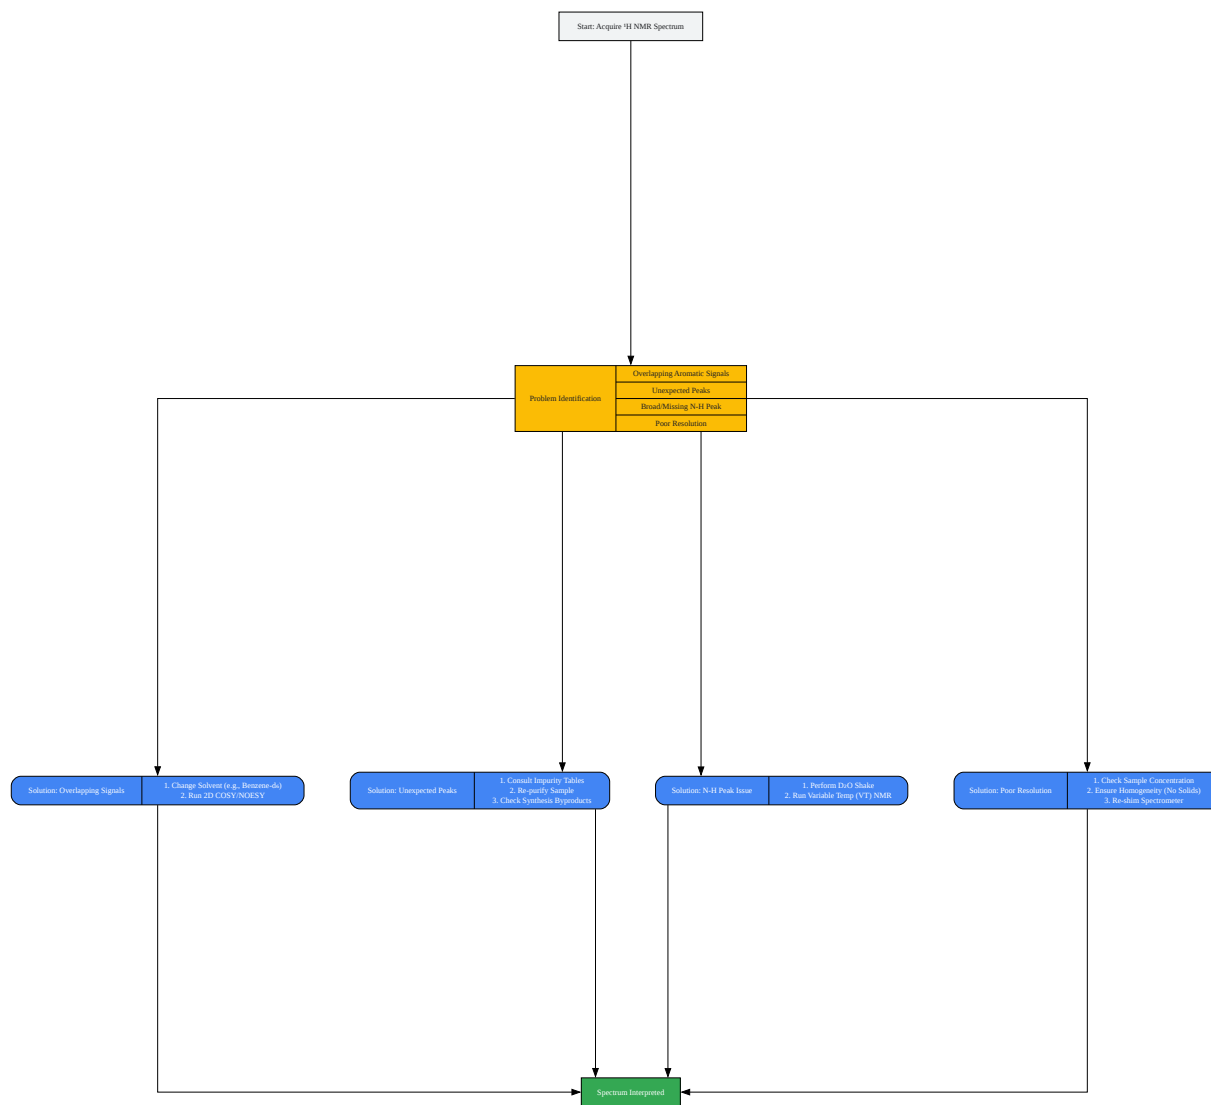 Start: Acquire ¹H NMR Spectrum
Problem Identification
Overlapping Aromatic Signals
Unexpected Peaks
Broad/Missing N-H Peak
Poor Resolution
Solution: Overlapping Signals
1. Change Solvent (e.g., Benzene-d₆)
2. Run 2D COSY/NOESY
Solution: Unexpected Peaks
1. Consult Impurity Tables
2. Re-purify Sample
3. Check Synthesis Byproducts
Solution: N-H Peak Issue
1. Perform D₂O Shake
2. Run Variable Temp (VT) NMR
Solution: Poor Resolution
1. Check Sample Concentration
2. Ensure Homogeneity (No Solids)
3. Re-shim Spectrometer
Spectrum Interpreted